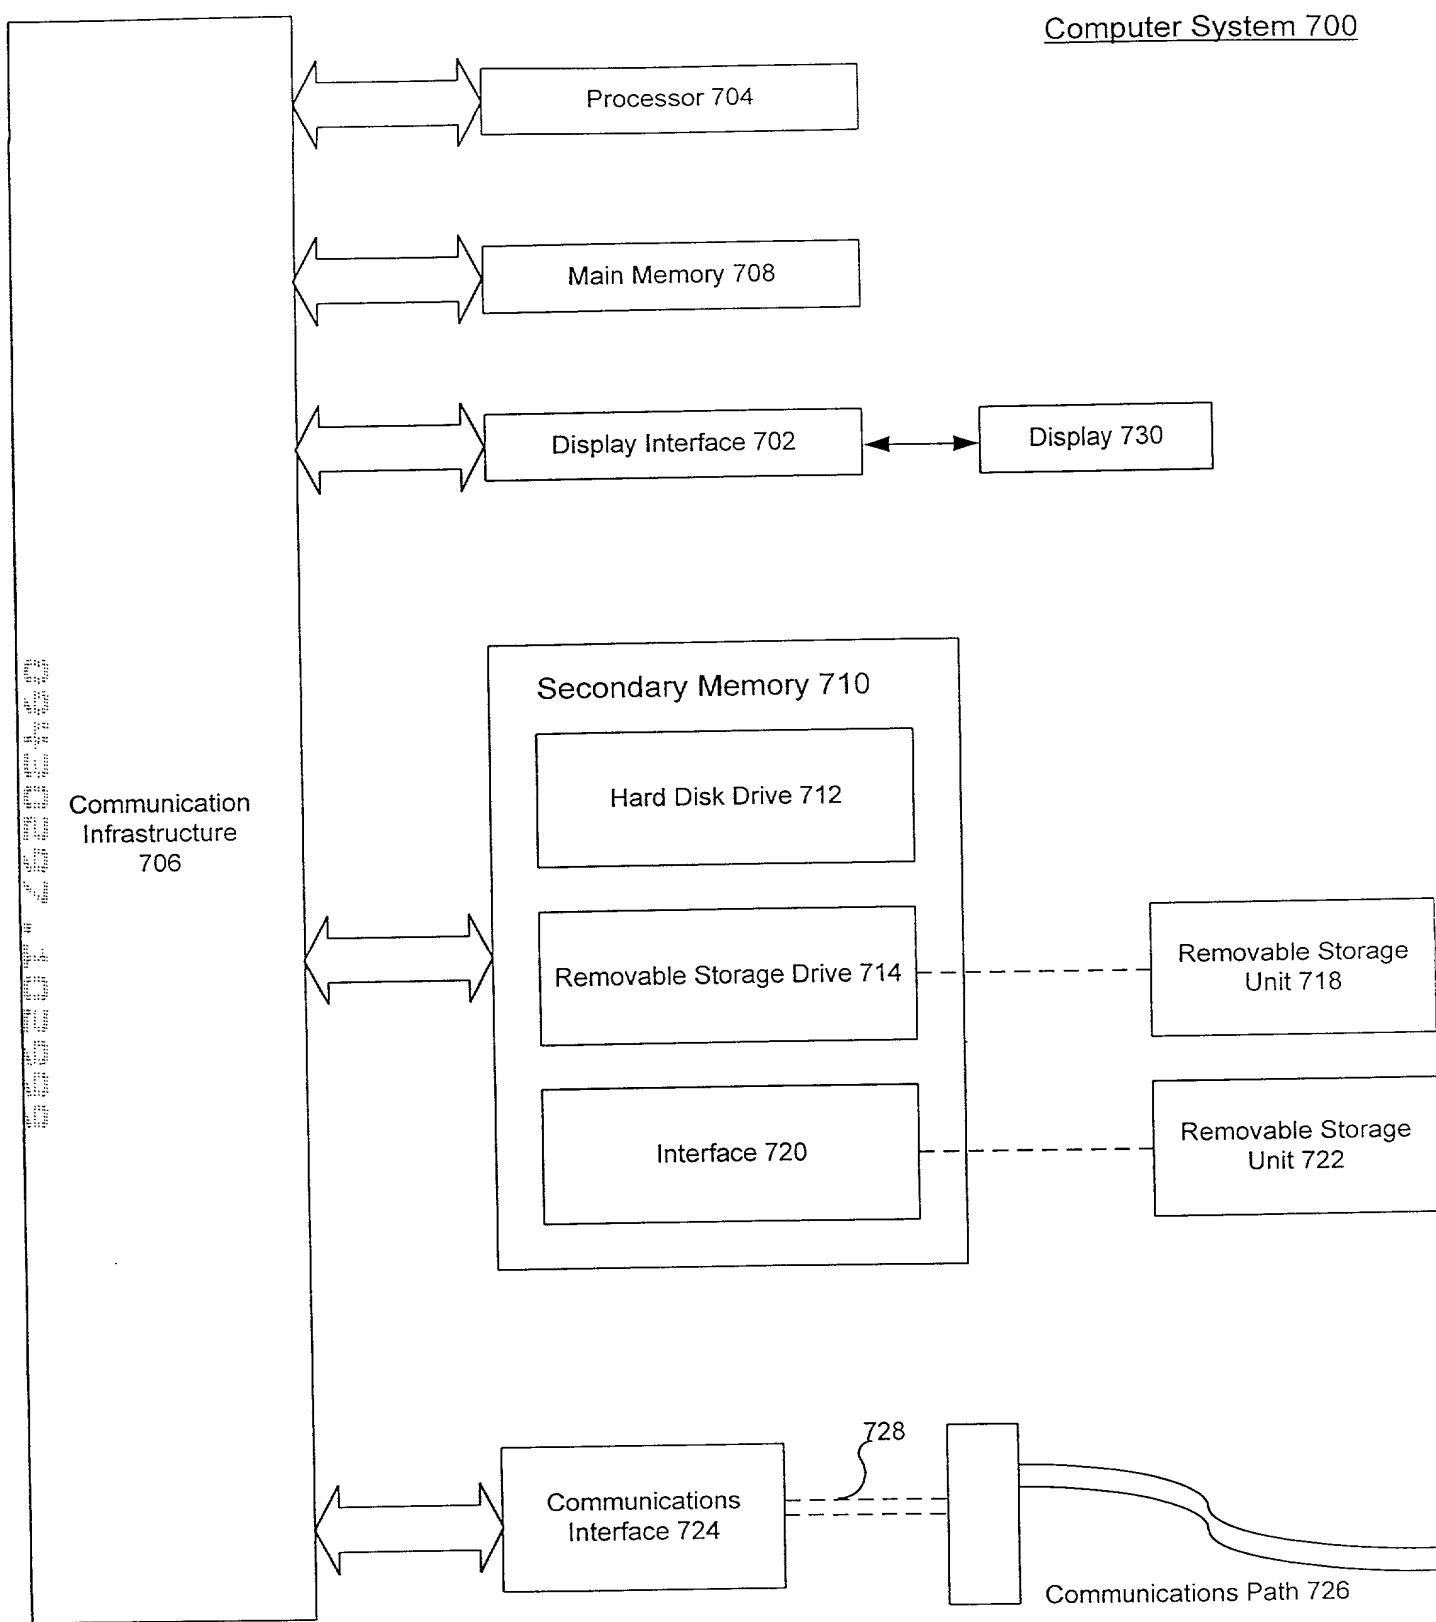 Computer System 700
Processor 704
Main Memory 708
Display Interface 702
Display 730
Secondary Memory 710
Hard Disk Drive 712
Communication
Infrastructure
706
Removable Storage Drive 714
Removable Storage
Unit 718
Interface 720
Removable Storage
Unit 722
728
Communications
Interface 724
Communications Path 726